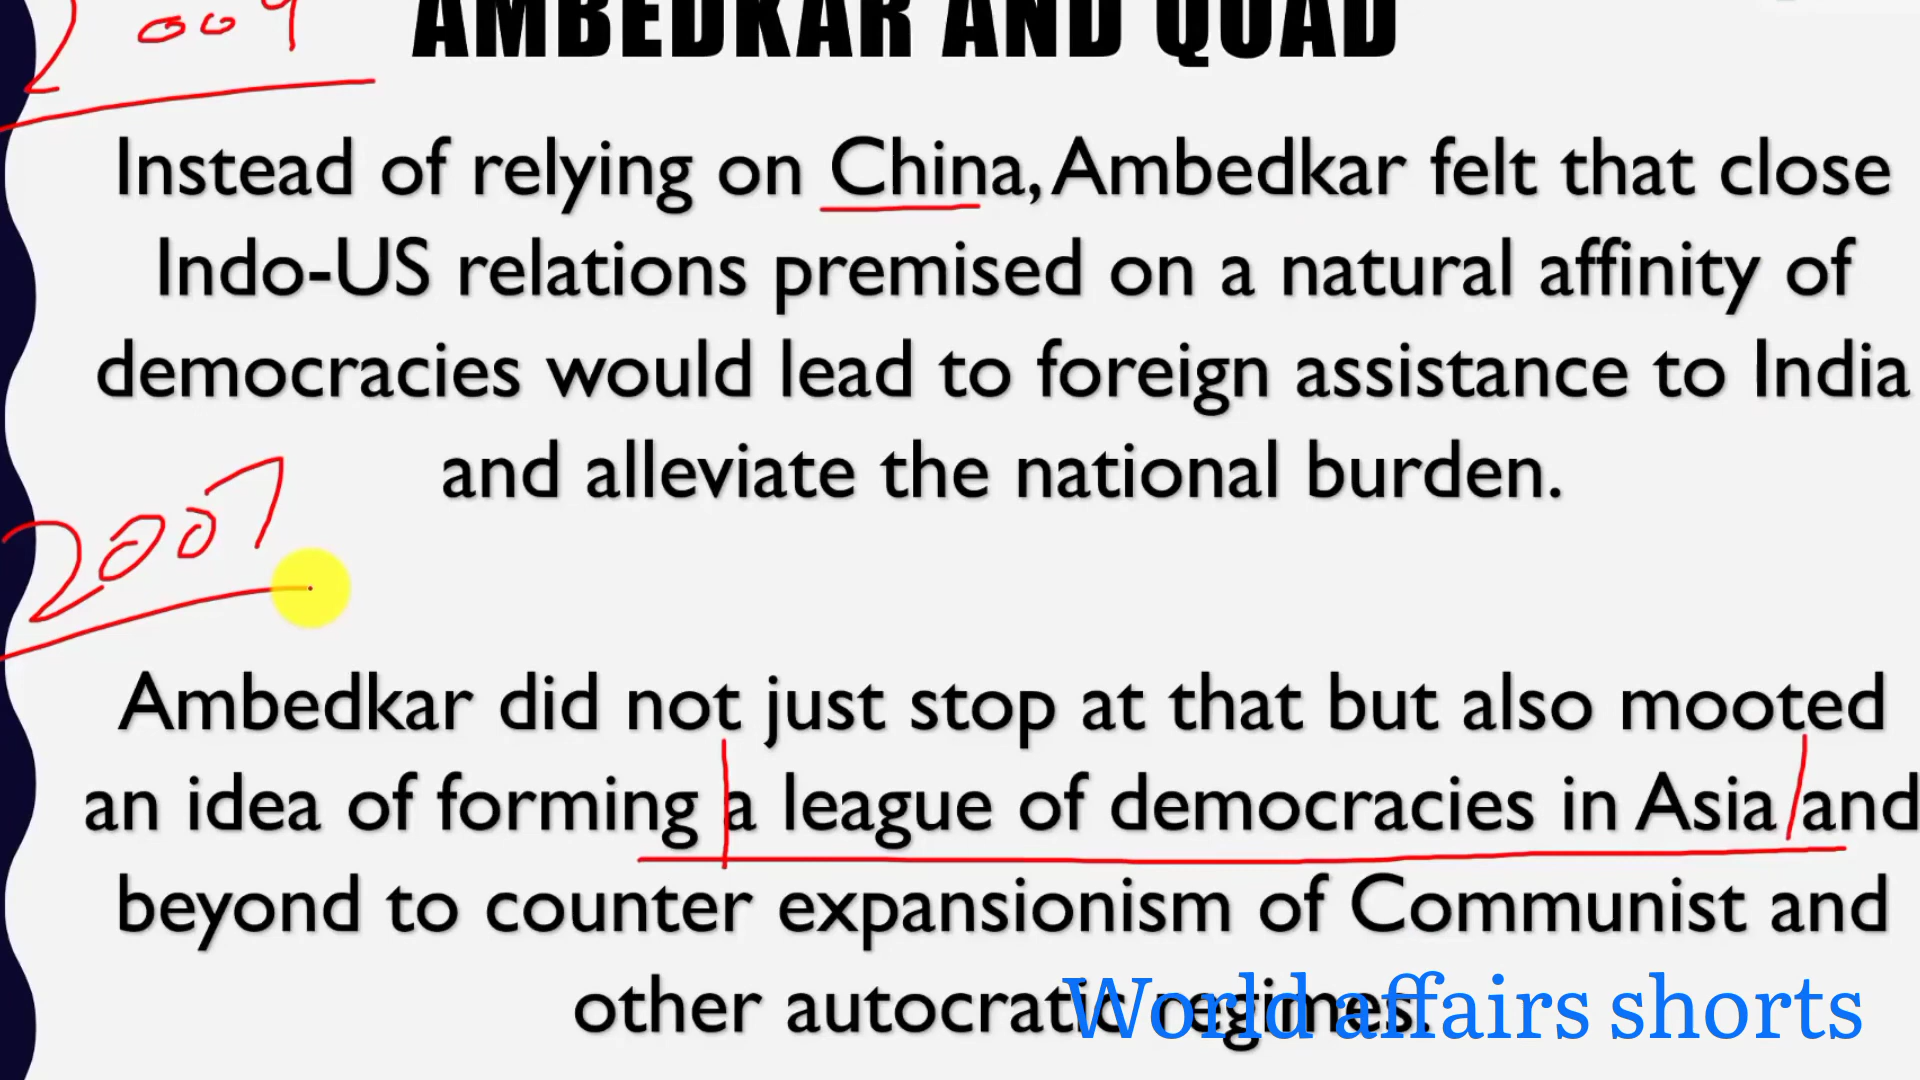 2009
AMBEDKAR AND QUAD
Instead of relying on China, Ambedkar felt that close
Indo-US relations premised on a natural affinity of
democracies would lead to foreign assistance to India
and alleviate the national burden.
2007
Ambedkar did not just stop at that but also mooted
an idea of forming a league of democracies in Asia and
beyond to counter expansionism of Communist and
other autocratic regimes.
World affairs shorts